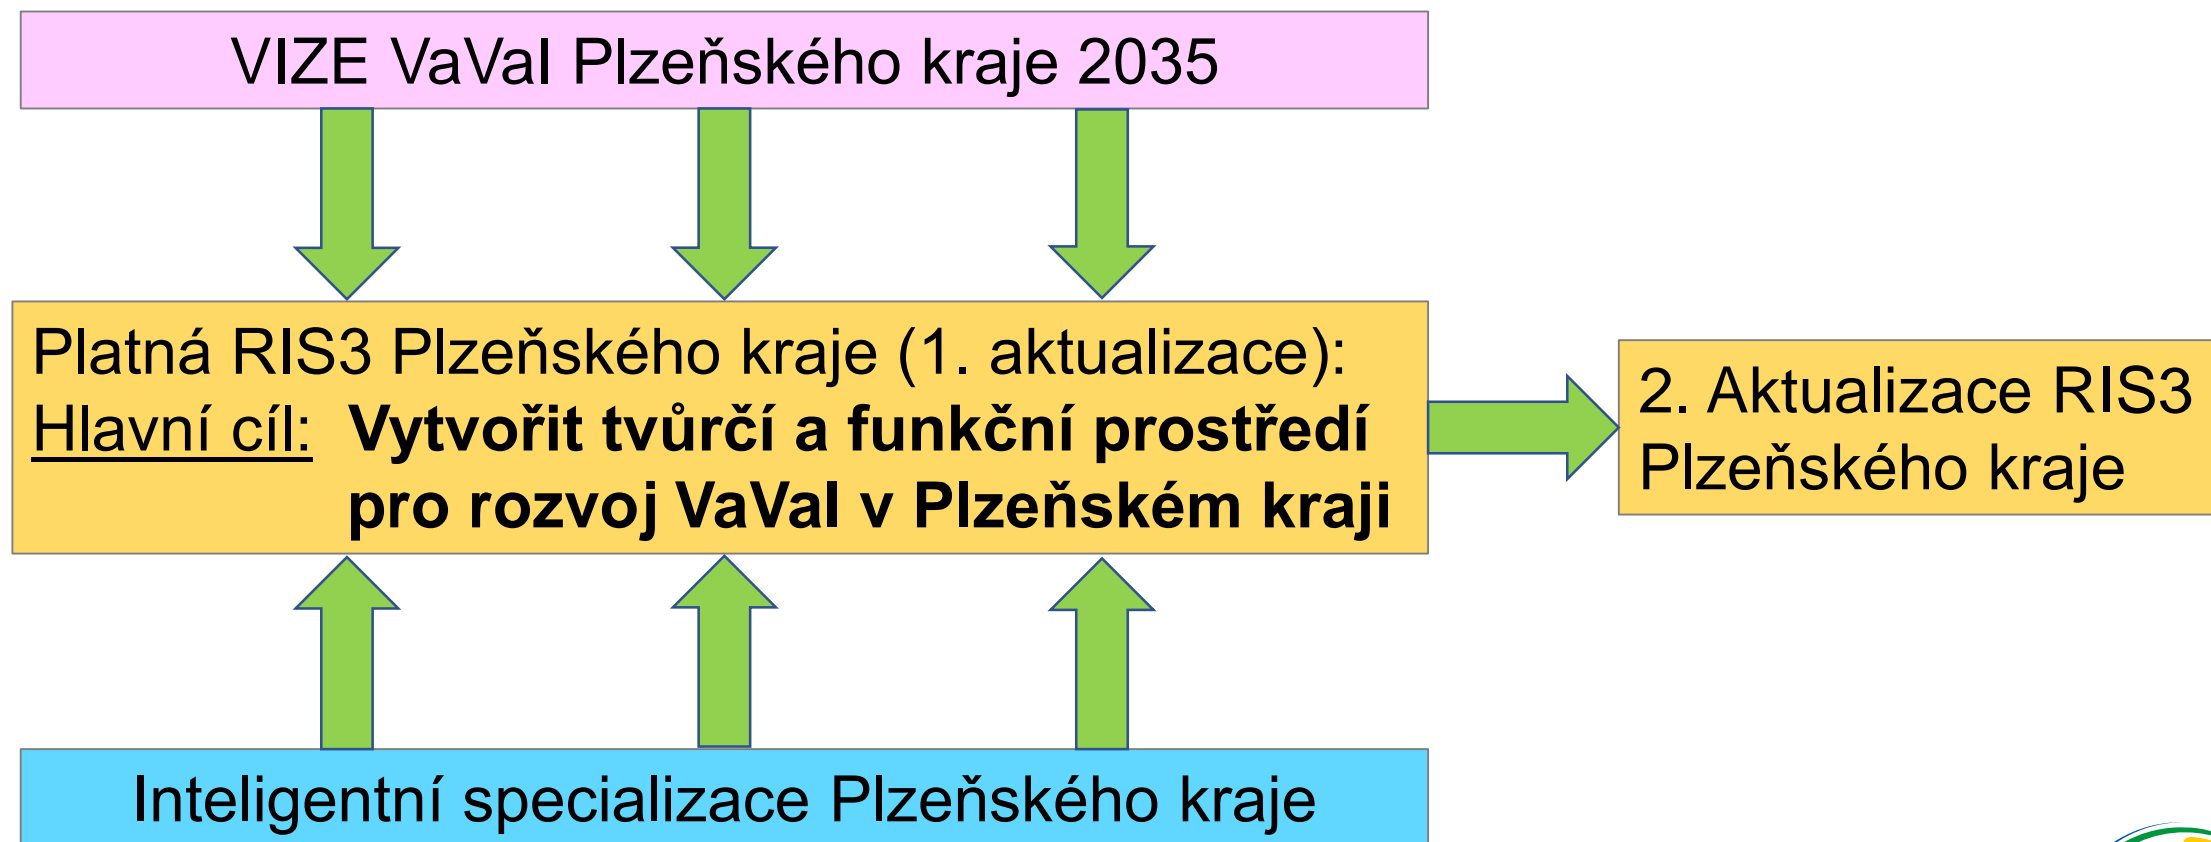 VIZE VaVaI Plzeňského kraje 2035
Platná RIS3 Plzeňského kraje (1. aktualizace):
Hlavní cíl: Vytvořit tvůrčí a funkční prostředí
pro rozvoj VaVaI v Plzeňském kraji
2. Aktualizace RIS3
Plzeňského kraje
Inteligentní specializace Plzeňského kraje